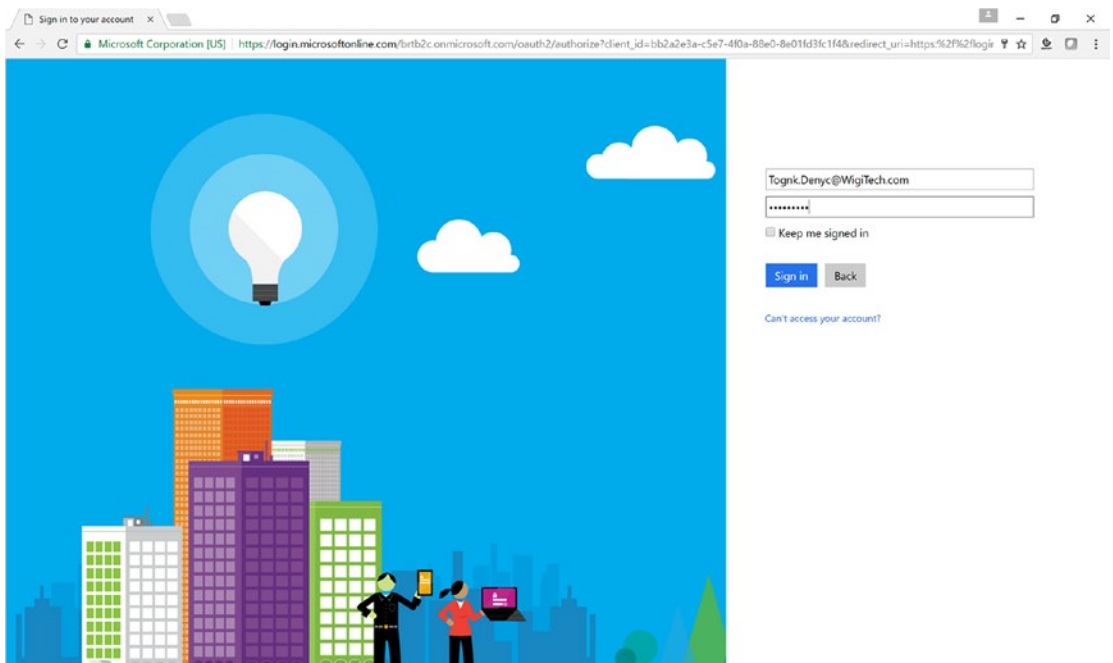 Sign in to your account
Microsoft Corporation [US] https://login.microsoftonline.com/brtb2c.onmicrosoft.com/oauth2/authorize?client_id=bb2a2e3a-c5e7-4f0a-88e0-8e01fd3fc1f4&redirect_uri=https:%2f%2flogin
Tognk.Denyc@WigiTech.com
•••••••••
Keep me signed in
Sign in Back
Can't access your account?